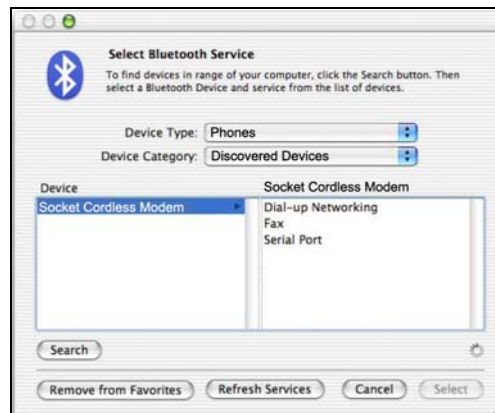 Select Bluetooth Service
To find devices in range of your computer, click the Search button. Then
select a Bluetooth Device and service from the list of devices.
Device Type: Phones
Device Category: Discovered Devices
Device
Socket Cordless Modem
Socket Cordless Modem
Dial-up Networking
Fax
Serial Port
Search
Remove from Favorites
Refresh Services
Cancel
Select